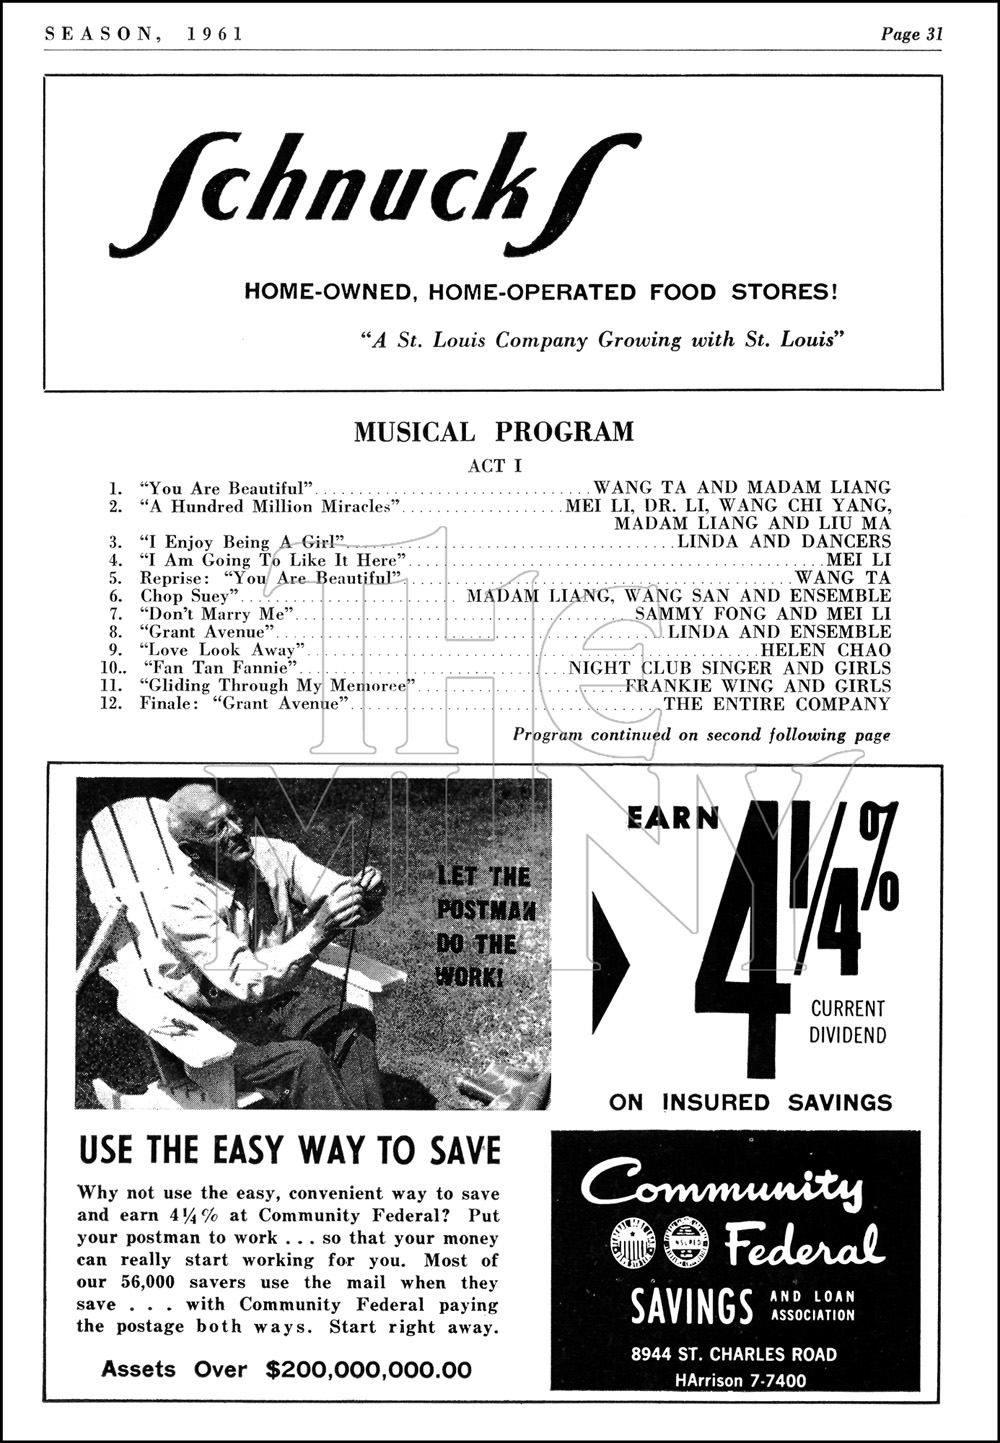 SEASON, 1961 Page 31
Schnucks
HOME-OWNED, HOME-OPERATED FOOD STORES!
“A St. Louis Company Growing with St. Louis”
MUSICAL PROGRAM
ACT I
1. “You Are Beautiful”..............................WANG TA AND MADAM LIANG
2. “A Hundred Million Miracles”..................MEI LI, DR. LI, WANG CHI YANG,
MADAM LIANG AND LIU MA
3. “I Enjoy Being A Girl”....................................LINDA AND DANCERS
4. “I Am Going To Like It Here”..............................................MEI LI
5. Reprise: “You Are Beautiful”...........................................WANG TA
6. Chop Suey”.........................MADAM LIANG, WANG SAN AND ENSEMBLE
7. “Don’t Marry Me”....................................SAMMY FONG AND MEI LI
8. “Grant Avenue”...........................................LINDA AND ENSEMBLE
9. “Love Look Away”..................................................HELEN CHAO
10.. “Fan Tan Fannie”..............................NIGHT CLUB SINGER AND GIRLS
11. “Gliding Through My Memoree”.......................FRANKIE WING AND GIRLS
12. Finale: “Grant Avenue”..................................THE ENTIRE COMPANY
Program continued on second following page
THE
MUNY
LET THE
POSTMAN
DO THE
WORK!
EARN
4 1/4%
CURRENT
DIVIDEND
ON INSURED SAVINGS
USE THE EASY WAY TO SAVE
Why not use the easy, convenient way to save
and earn 4¼% at Community Federal? Put
your postman to work . . . so that your money
can really start working for you. Most of
our 56,000 savers use the mail when they
save . . . with Community Federal paying
the postage both ways. Start right away.
Assets Over $200,000,000.00
Community
Federal
SAVINGS AND LOAN
ASSOCIATION
8944 ST. CHARLES ROAD
HArrison 7-7400